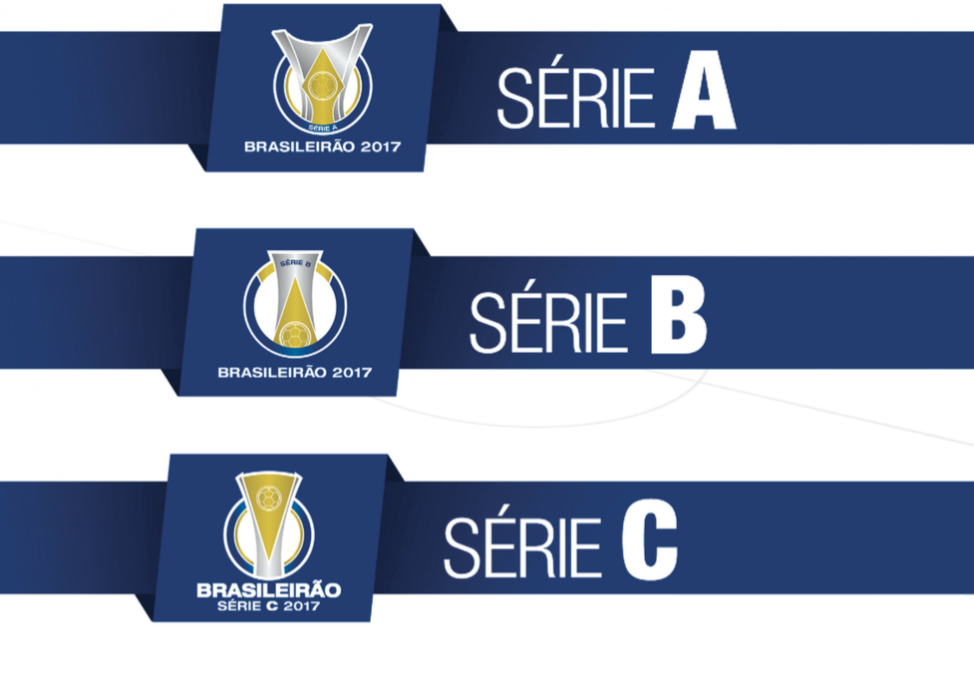 SÉRIE A
BRASILEIRÃO 2017
SÉRIE A
SÉRIE B
BRASILEIRÃO 2017
SÉRIE B
BRASILEIRÃO
SÉRIE C 2017
SÉRIE C